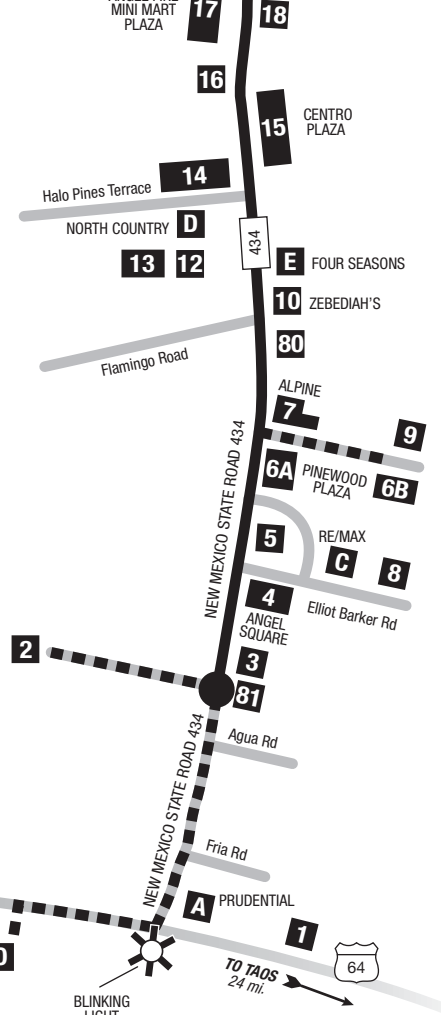 MINI MART
PLAZA
17
18
16
15
CENTRO
PLAZA
14
Halo Pines Terrace
NORTH COUNTRY
D
434
13
12
E
FOUR SEASONS
10
ZEBEDIAH'S
80
Flamingo Road
ALPINE
7
9
6A
PINEWOOD
PLAZA
6B
NEW MEXICO STATE ROAD 434
5
RE/MAX
C
8
4
Elliot Barker Rd
ANGEL
SQUARE
2
3
81
NEW MEXICO STATE ROAD 434
Agua Rd
Fria Rd
A
PRUDENTIAL
1
64
TO TAOS
24 mi.
BLINKING